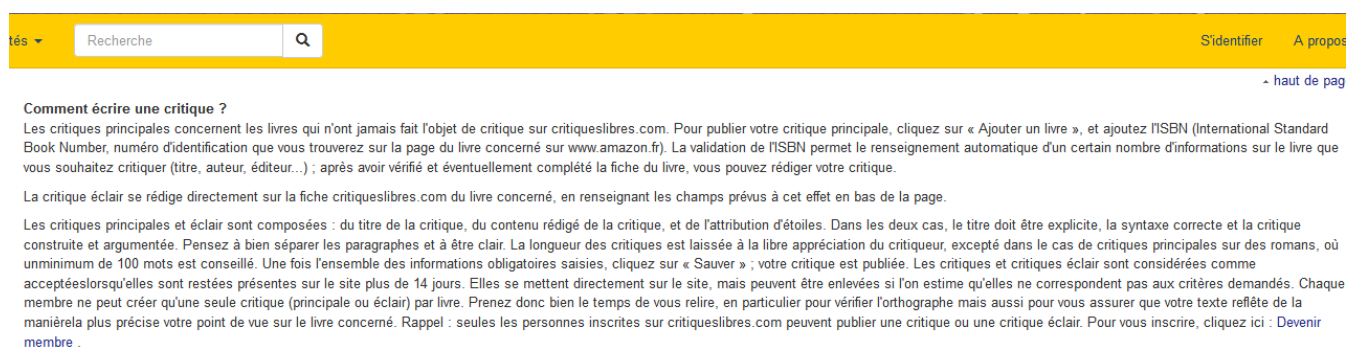 tés
Recherche
S'identifier
A propos
haut de pag
Comment écrire une critique ?
Les critiques principales concernent les livres qui n'ont jamais fait l'objet de critique sur critiqueslibres.com. Pour publier votre critique principale, cliquez sur « Ajouter un livre », et ajoutez l'ISBN (International Standard
Book Number, numéro d'identification que vous trouverez sur la page du livre concerné sur www.amazon.fr). La validation de l'ISBN permet le renseignement automatique d'un certain nombre d'informations sur le livre que
vous souhaitez critiquer (titre, auteur, éditeur...) ; après avoir vérifié et éventuellement complété la fiche du livre, vous pouvez rédiger votre critique.
La critique éclair se rédige directement sur la fiche critiqueslibres.com du livre concerné, en renseignant les champs prévus à cet effet en bas de la page.
Les critiques principales et éclair sont composées : du titre de la critique, du contenu rédigé de la critique, et de l'attribution d'étoiles. Dans les deux cas, le titre doit être explicite, la syntaxe correcte et la critique
construite et argumentée. Pensez à bien séparer les paragraphes et à être clair. La longueur des critiques est laissée à la libre appréciation du critiqueur, excepté dans le cas de critiques principales sur des romans, où
unminimum de 100 mots est conseillé. Une fois l'ensemble des informations obligatoires saisies, cliquez sur « Sauver » ; votre critique est publiée. Les critiques et critiques éclair sont considérées comme
acceptéeslorsqu'elles sont restées présentes sur le site plus de 14 jours. Elles se mettent directement sur le site, mais peuvent être enlevées si l'on estime qu'elles ne correspondent pas aux critères demandés. Chaque
membre ne peut créer qu'une seule critique (principale ou éclair) par livre. Prenez donc bien le temps de vous relire, en particulier pour vérifier l'orthographe mais aussi pour vous assurer que votre texte reflête de la
manièrela plus précise votre point de vue sur le livre concerné. Rappel : seules les personnes inscrites sur critiqueslibres.com peuvent publier une critique ou une critique éclair. Pour vous inscrire, cliquez ici : Devenir
membre .